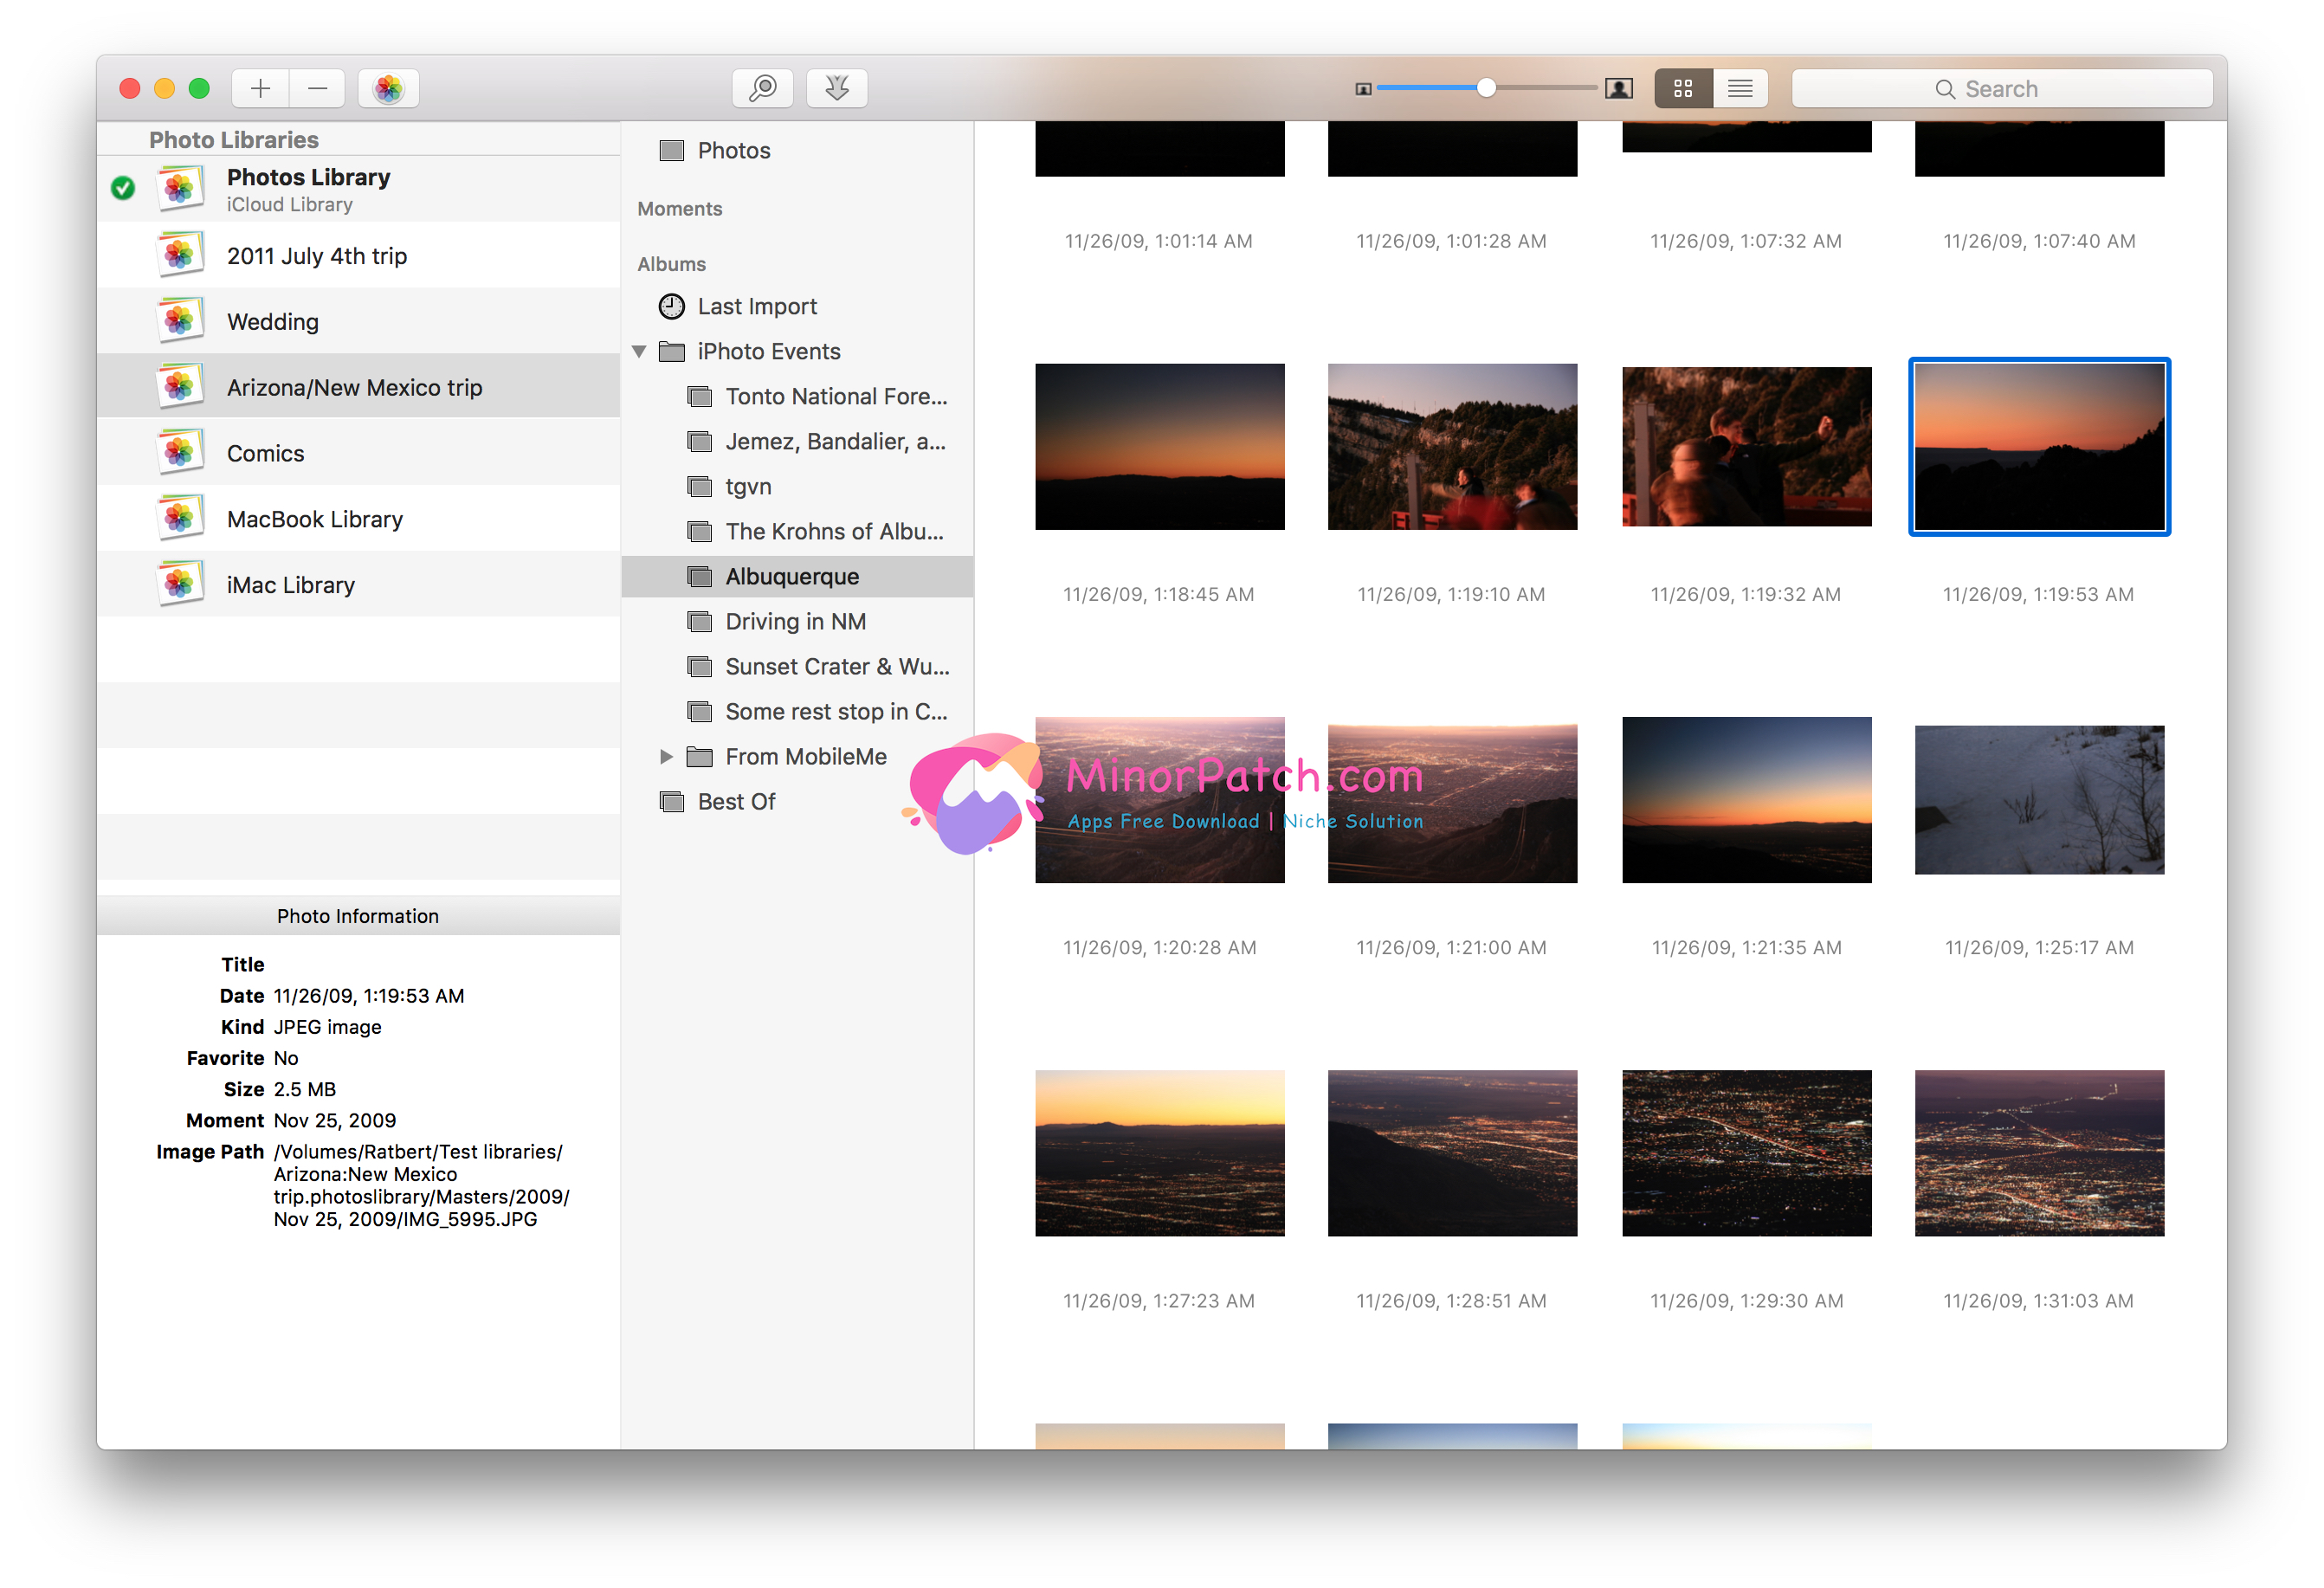 Search
Photo Libraries
Photos Library
iCloud Library
2011 July 4th trip
Wedding
Arizona/New Mexico trip
Comics
MacBook Library
iMac Library
Photo Information
Title
Date 11/26/09, 1:19:53 AM
Kind JPEG image
Favorite No
Size 2.5 MB
Moment Nov 25, 2009
Image Path /Volumes/Ratbert/Test libraries/
Arizona:New Mexico
trip.photoslibrary/Masters/2009/
Nov 25, 2009/IMG_5995.JPG
Photos
Moments
Albums
Last Import
iPhoto Events
Tonto National Fore...
Jemez, Bandalier, a...
tgvn
The Krohns of Albu...
Albuquerque
Driving in NM
Sunset Crater & Wu...
Some rest stop in C...
From MobileMe
Best Of
11/26/09, 1:01:14 AM
11/26/09, 1:01:28 AM
11/26/09, 1:07:32 AM
11/26/09, 1:07:40 AM
11/26/09, 1:18:45 AM
11/26/09, 1:19:10 AM
11/26/09, 1:19:32 AM
11/26/09, 1:19:53 AM
MinorPatch.com
Apps Free Download | Niche Solution
11/26/09, 1:20:28 AM
11/26/09, 1:21:00 AM
11/26/09, 1:21:35 AM
11/26/09, 1:25:17 AM
11/26/09, 1:27:23 AM
11/26/09, 1:28:51 AM
11/26/09, 1:29:30 AM
11/26/09, 1:31:03 AM